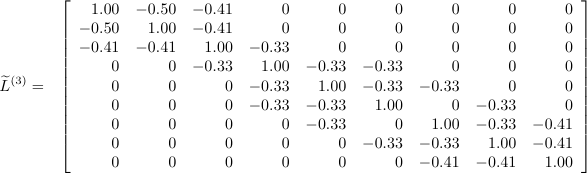 1.00 −0.50 −0.41 0 0 0 0 0 0
−0.50 1.00 −0.41 0 0 0 0 0 0
−0.41 −0.41 1.00 −0.33 0 0 0 0 0
0 0 −0.33 1.00 −0.33 −0.33 0 0 0
L̃⁽³⁾ = 0 0 0 −0.33 1.00 −0.33 −0.33 0 0
0 0 0 −0.33 −0.33 1.00 0 −0.33 0
0 0 0 0 −0.33 0 1.00 −0.33 −0.41
0 0 0 0 0 −0.33 −0.33 1.00 −0.41
0 0 0 0 0 0 −0.41 −0.41 1.00